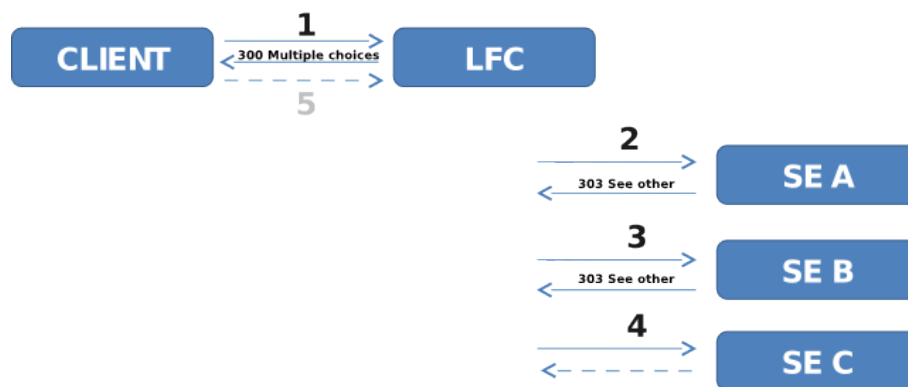 1
CLIENT
300 Multiple choices
LFC
5
2
303 See other
SE A
3
303 See other
SE B
4
SE C